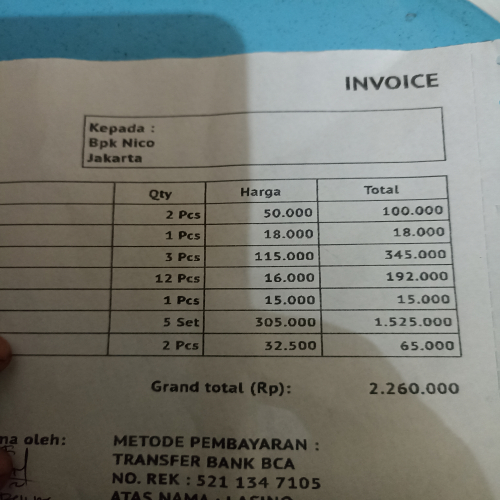 INVOICE
Kepada :
Bpk Nico
Jakarta
Qty Harga Total
2 Pcs 50.000 100.000
1 Pcs 18.000 18.000
3 Pcs 115.000 345.000
12 Pcs 16.000 192.000
1 Pcs 15.000 15.000
5 Set 305.000 1.525.000
2 Pcs 32.500 65.000
Grand total (Rp): 2.260.000
na oleh: METODE PEMBAYARAN :
TRANSFER BANK BCA
NO. REK : 521 134 7105
ATAS NAMA : LASINO